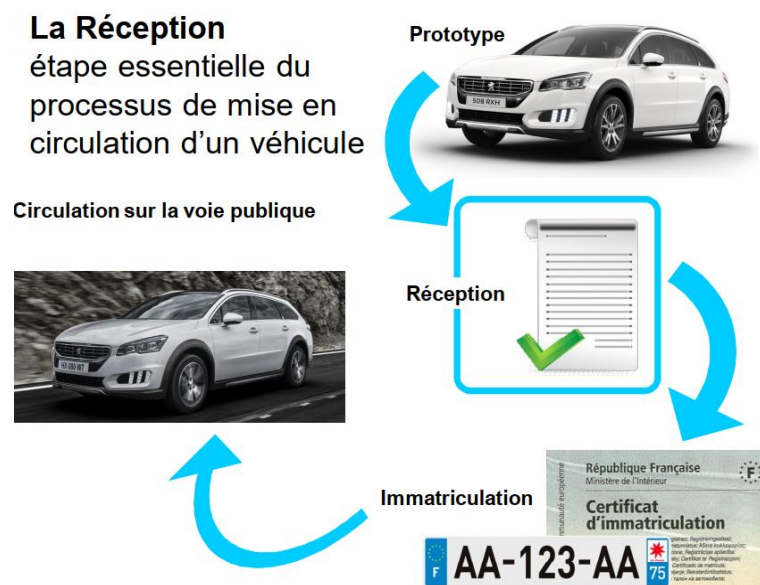 La Réception
étape essentielle du
processus de mise en
circulation d'un véhicule
Prototype
508 RXH
Circulation sur la voie publique
Réception
Immatriculation
République Française
Ministère de l'Intérieur
F
Certificat
d'immatriculation
F
AA-123-AA
75